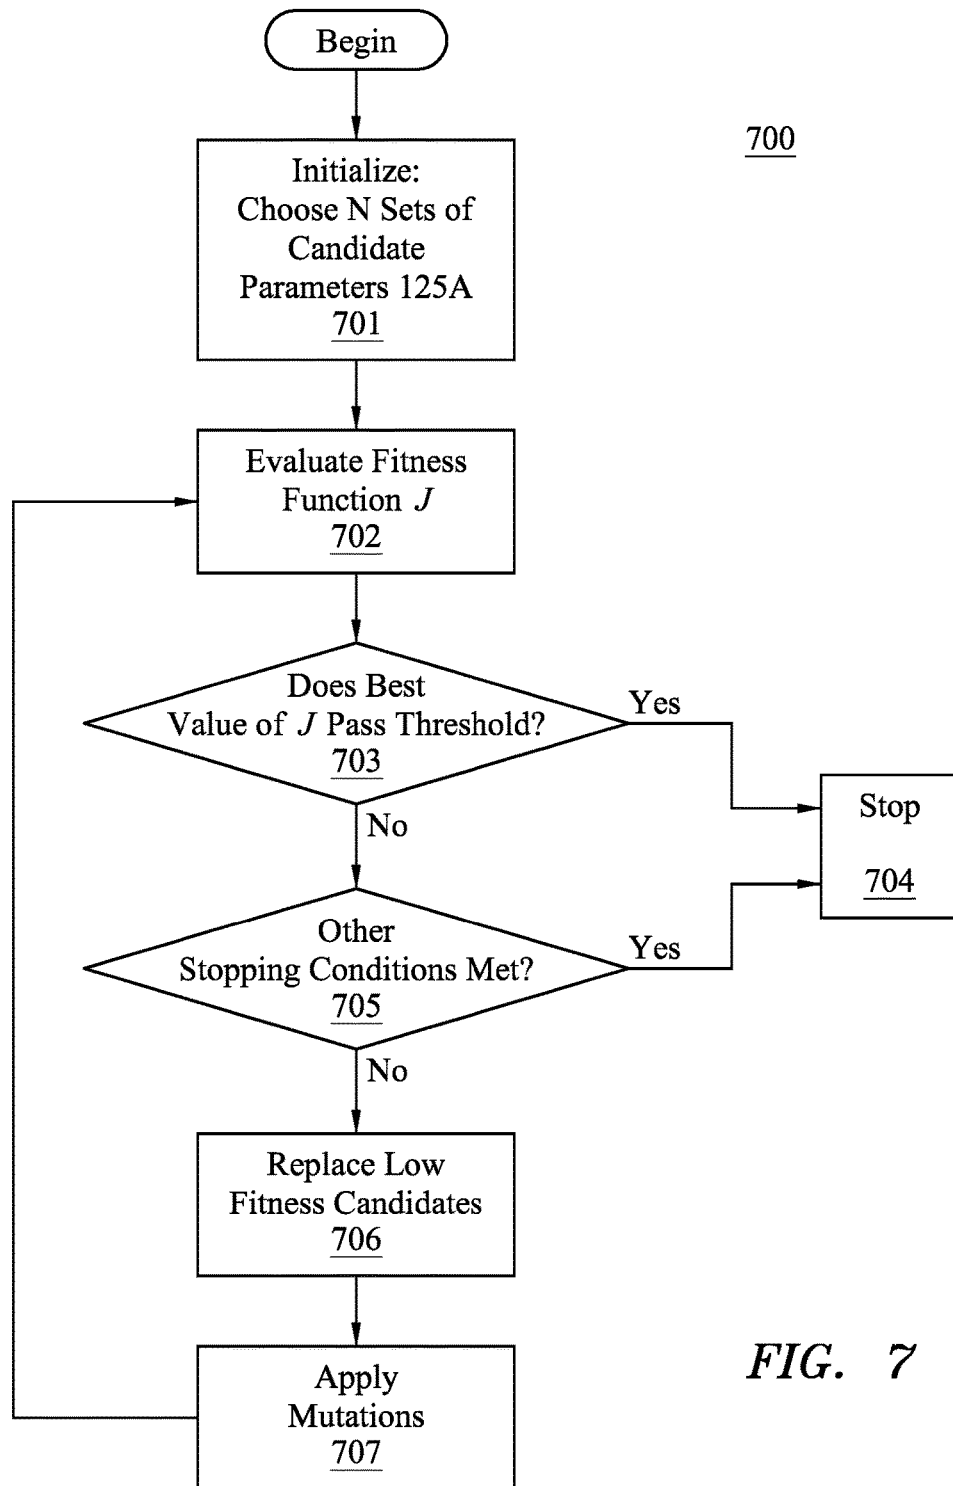 Begin
700
Initialize:
Choose N Sets of
Candidate
Parameters 125A
701
Evaluate Fitness
Function J
702
Does Best
Value of J Pass Threshold?
703
Yes
No
Stop
704
Other
Stopping Conditions Met?
705
Yes
No
Replace Low
Fitness Candidates
706
Apply
Mutations
707
FIG. 7